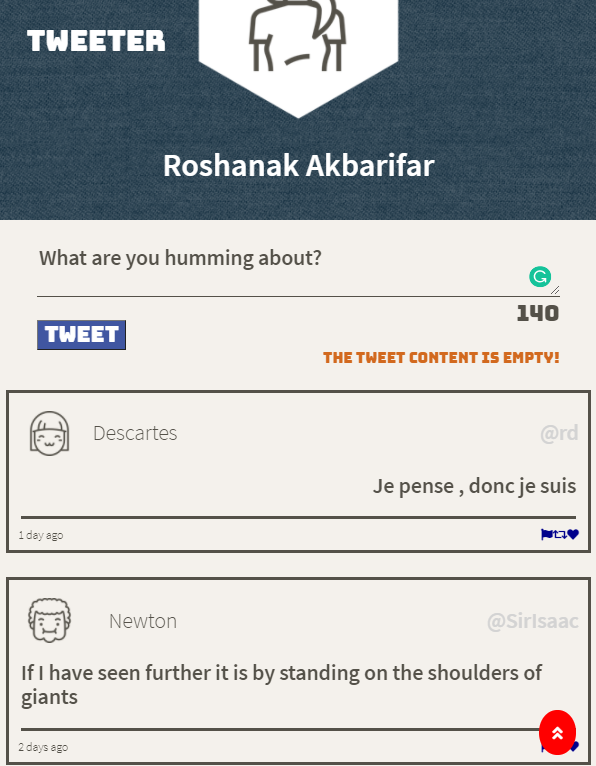 TWEETER
Roshanak Akbarifar
What are you humming about?
140
TWEET
THE TWEET CONTENT IS EMPTY!
Descartes
@rd
Je pense , donc je suis
1 day ago
Newton
@SirIsaac
If I have seen further it is by standing on the shoulders of
giants
2 days ago